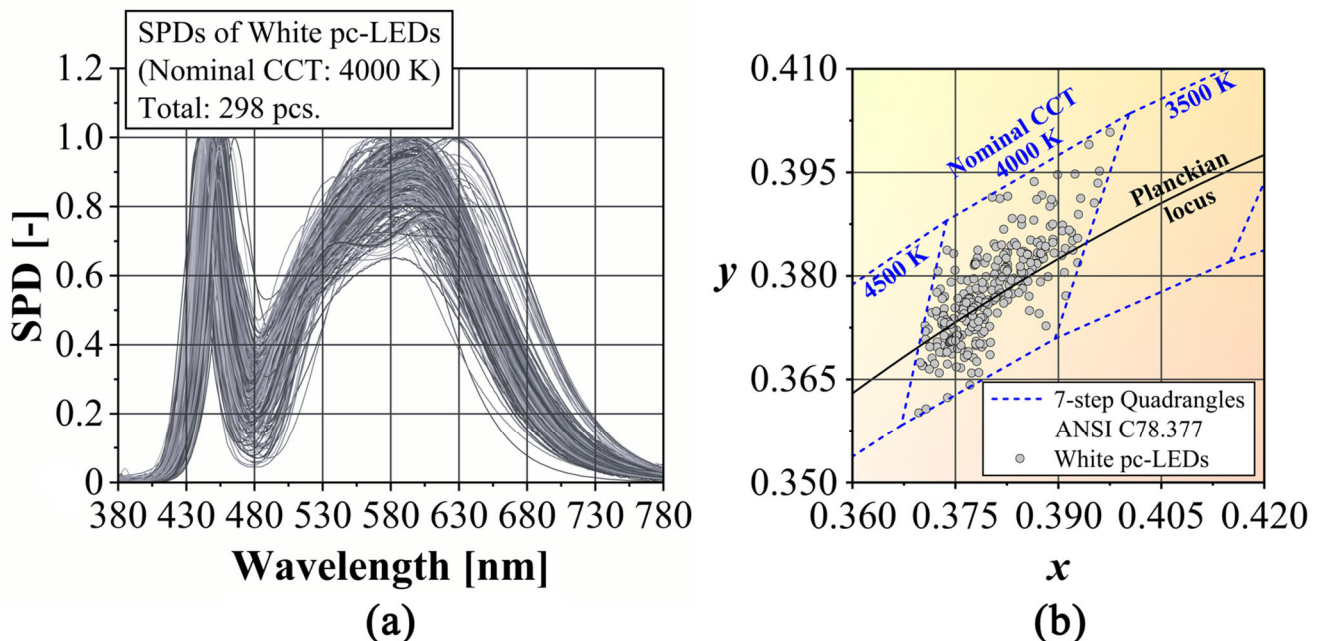 SPDs of White pc-LEDs
(Nominal CCT: 4000 K)
Total: 298 pcs.
1.2
1.0
0.8
0.6
0.4
0.2
0
SPD [-]
380 430 480 530 580 630 680 730 780
Wavelength [nm]
(a)
0.410
0.395
0.380
0.365
0.350
y
Nominal CCT
4000 K
3500 K
4500 K
Planckian
locus
7-step Quadrangles
ANSI C78.377
White pc-LEDs
0.360 0.375 0.390 0.405 0.420
x
(b)